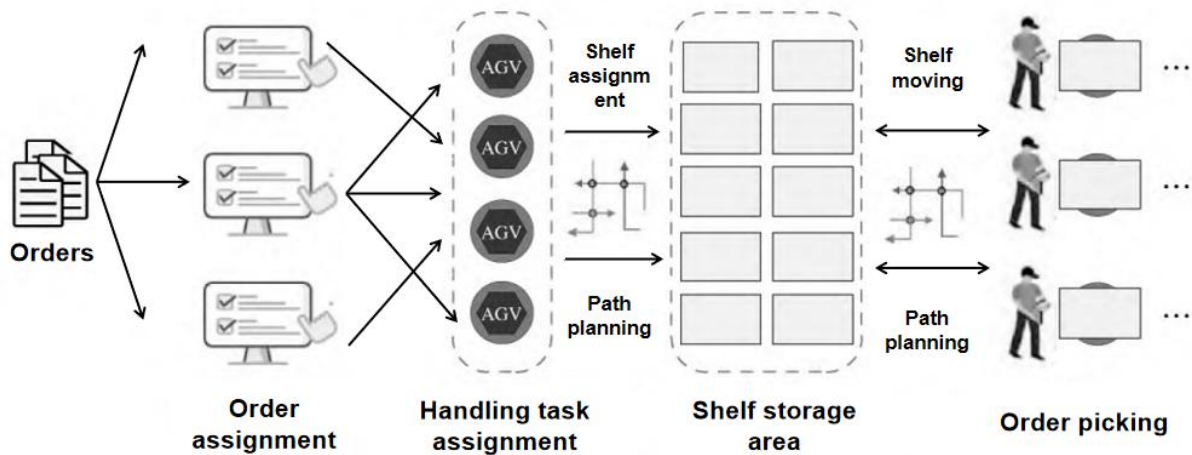 Orders
Order
assignment
AGV
AGV
AGV
AGV
Handling task
assignment
Shelf
assignm
ent
Path
planning
Shelf storage
area
Shelf
moving
Path
planning
...
...
...
Order picking